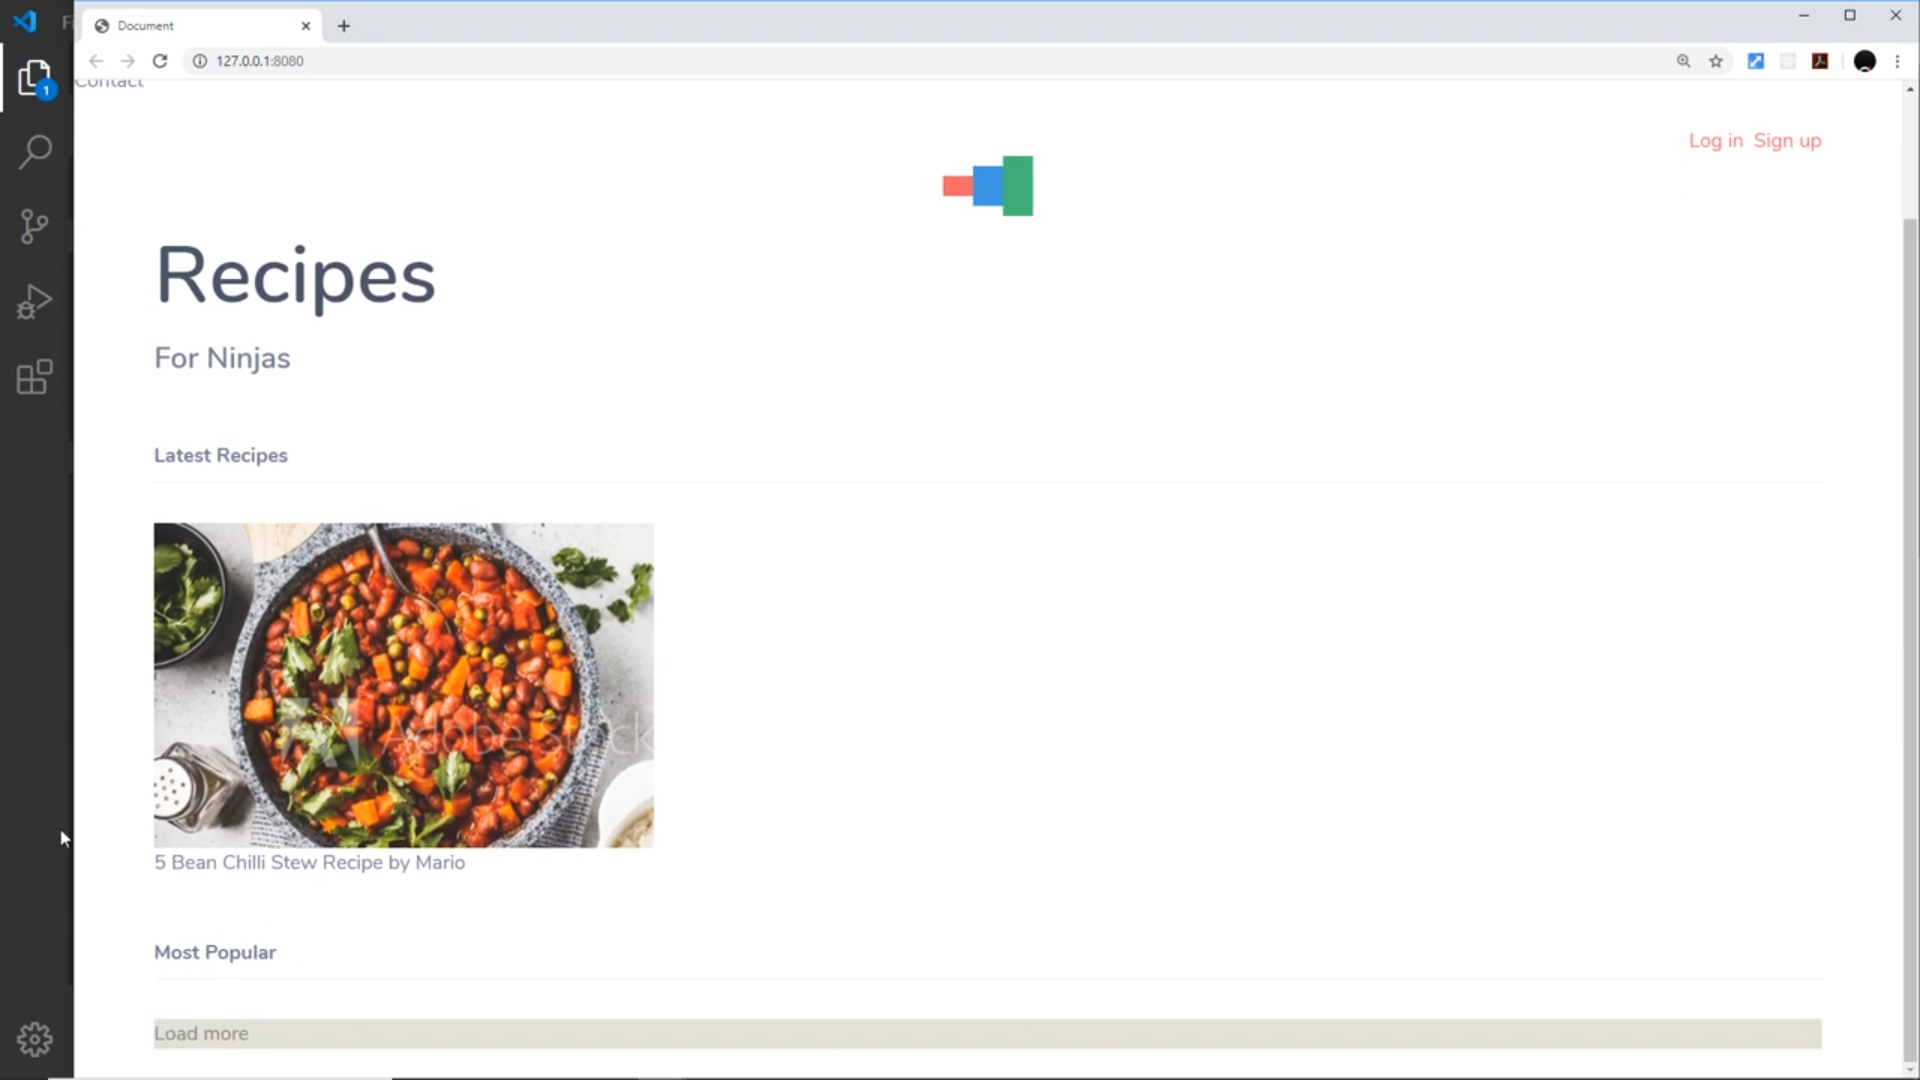 Document
127.0.0.1:8080
1
Contact
Log in Sign up
Recipes
For Ninjas
Latest Recipes
Adobe Stock
5 Bean Chilli Stew Recipe by Mario
Most Popular
Load more